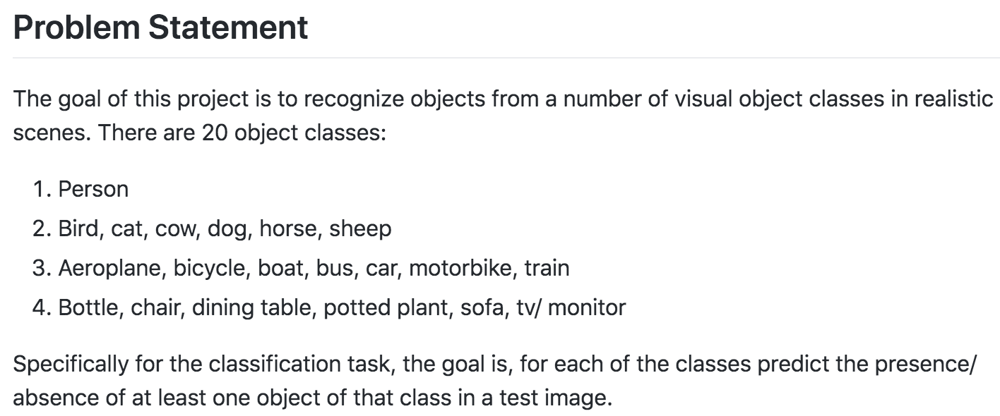 Problem Statement
The goal of this project is to recognize objects from a number of visual object classes in realistic
scenes. There are 20 object classes:
1. Person
2. Bird, cat, cow, dog, horse, sheep
3. Aeroplane, bicycle, boat, bus, car, motorbike, train
4. Bottle, chair, dining table, potted plant, sofa, tv/ monitor
Specifically for the classification task, the goal is, for each of the classes predict the presence/
absence of at least one object of that class in a test image.